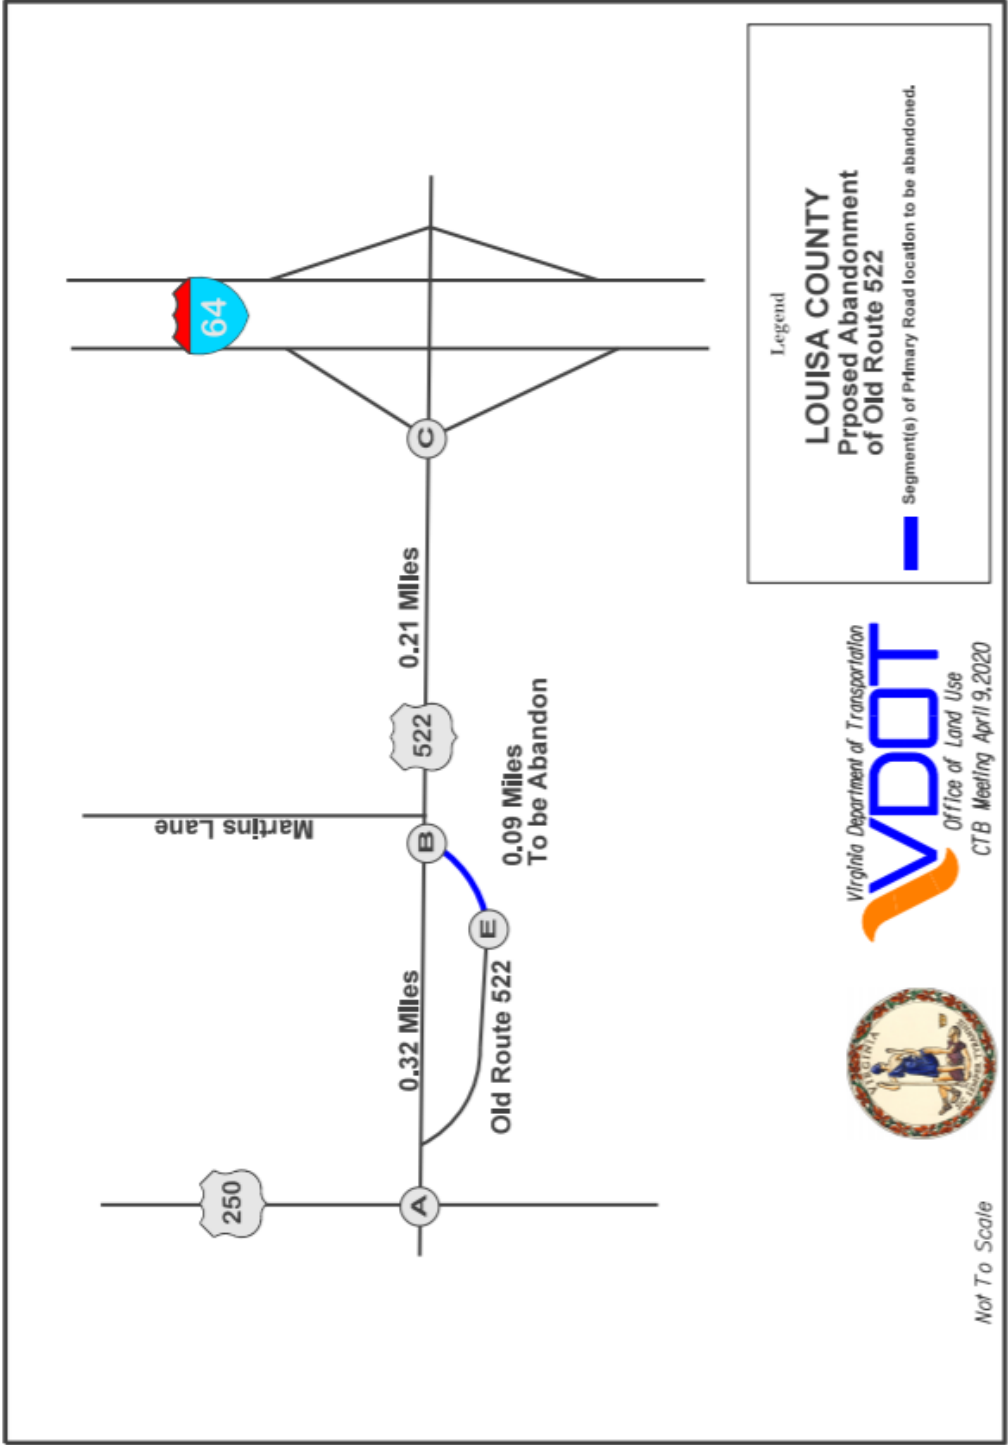 64
250
522
Martins Lane
A
B
C
E
0.32 Miles
0.21 Miles
Old Route 522
0.09 Miles
To be Abandon
Not To Scale
VIRGINIA
Virginia Department of Transportation
VDOT
Office of Land Use
CTB Meeting April 9,2020
Legend
LOUISA COUNTY
Prposed Abandonment
of Old Route 522
Segment(s) of Primary Road location to be abandoned.